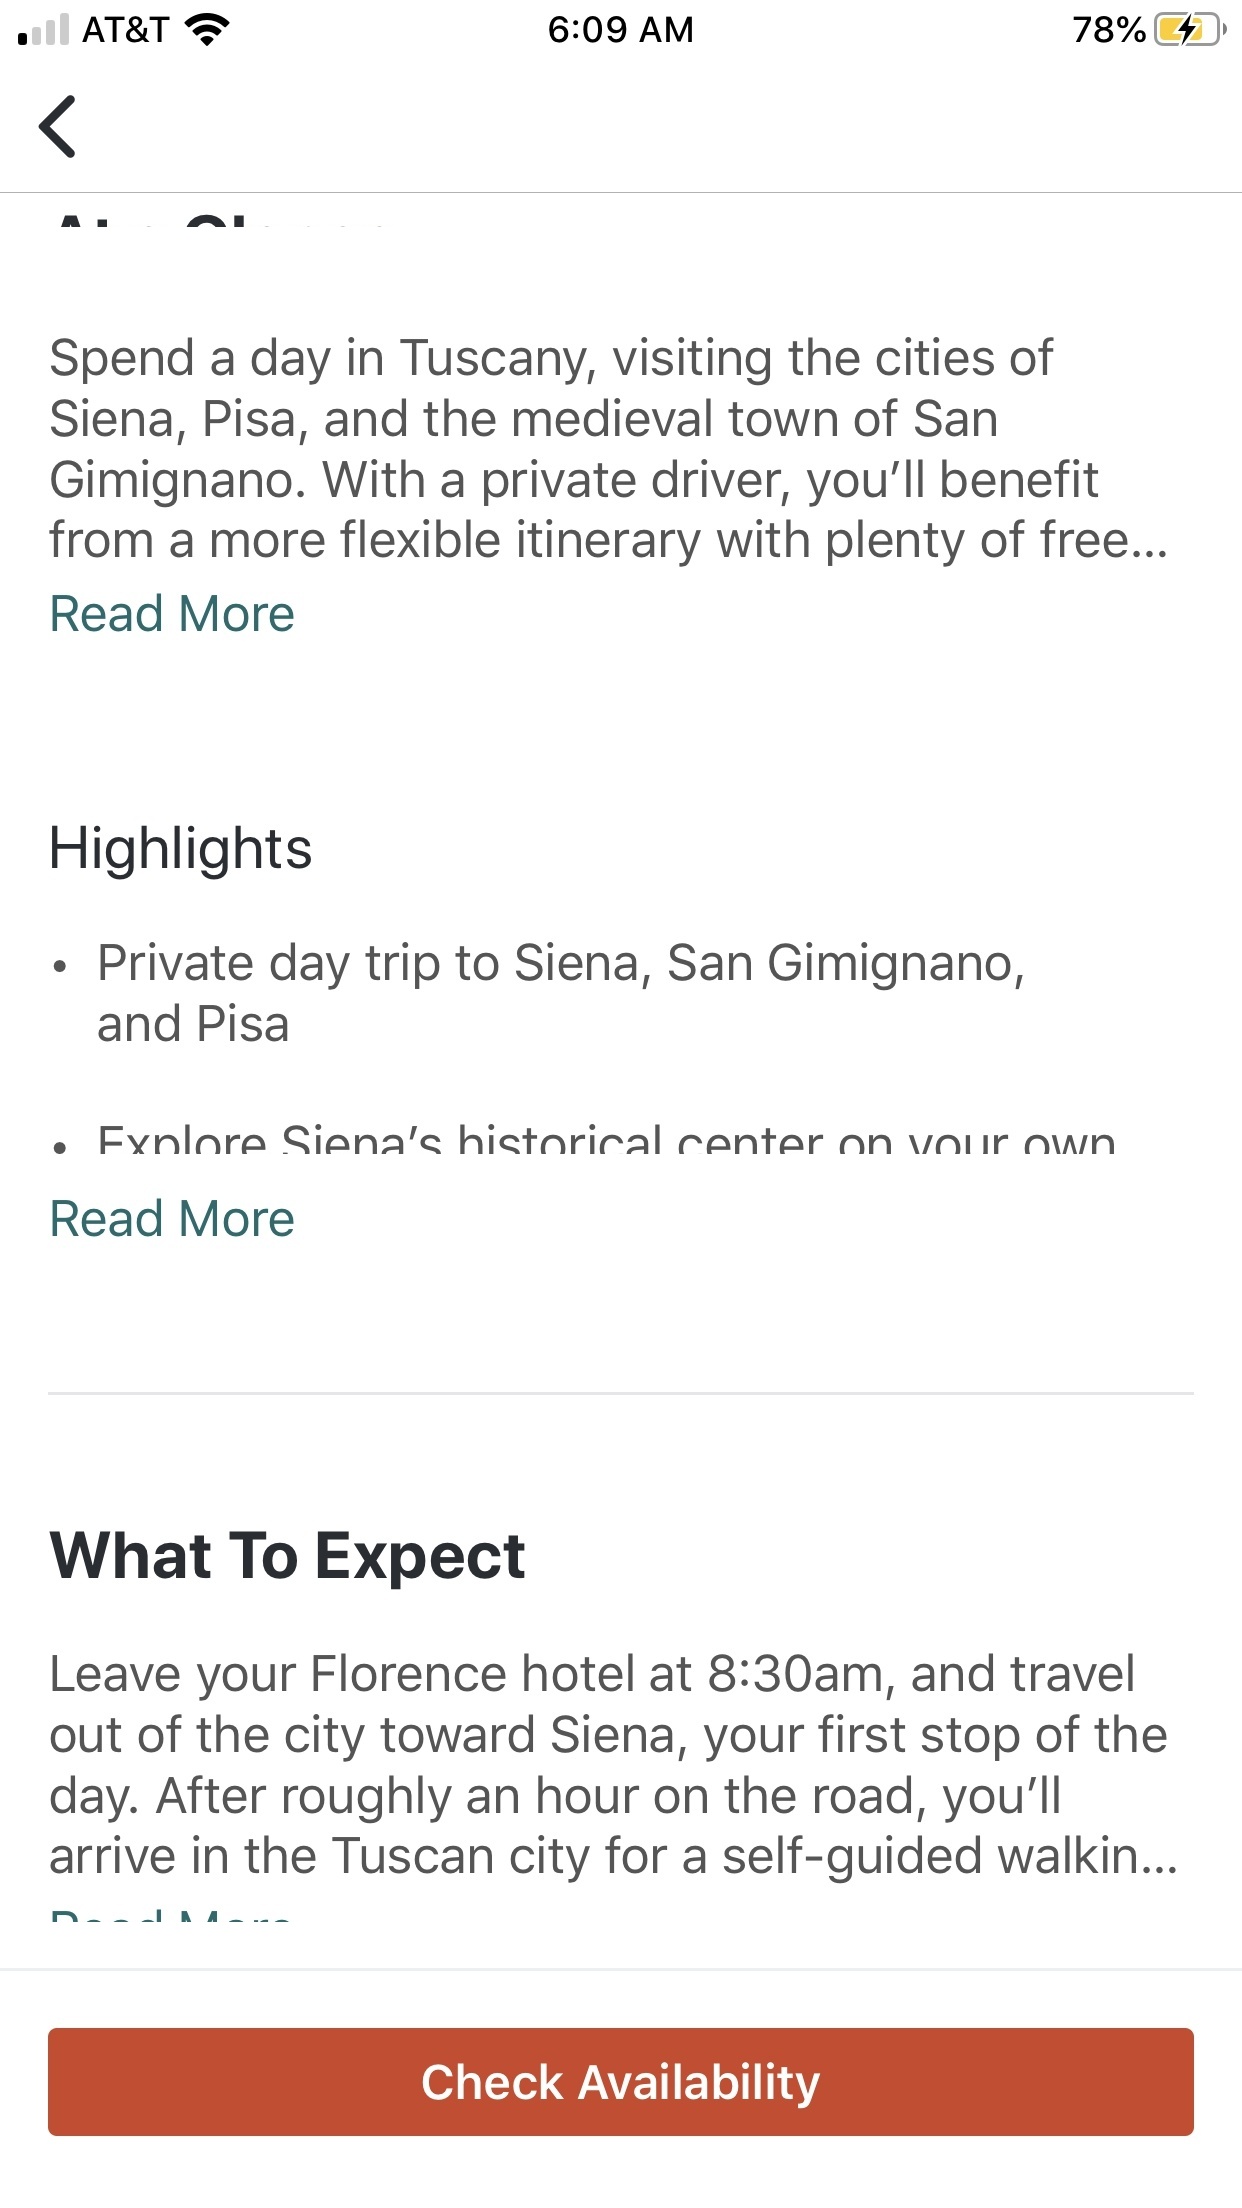 AT&T
6:09 AM
78%
Spend a day in Tuscany, visiting the cities of
Siena, Pisa, and the medieval town of San
Gimignano. With a private driver, you’ll benefit
from a more flexible itinerary with plenty of free...
Read More
Highlights
• Private day trip to Siena, San Gimignano,
and Pisa
• Explore Siena’s historical center on your own
Read More
What To Expect
Leave your Florence hotel at 8:30am, and travel
out of the city toward Siena, your first stop of the
day. After roughly an hour on the road, you’ll
arrive in the Tuscan city for a self-guided walkin...
Read More
Check Availability